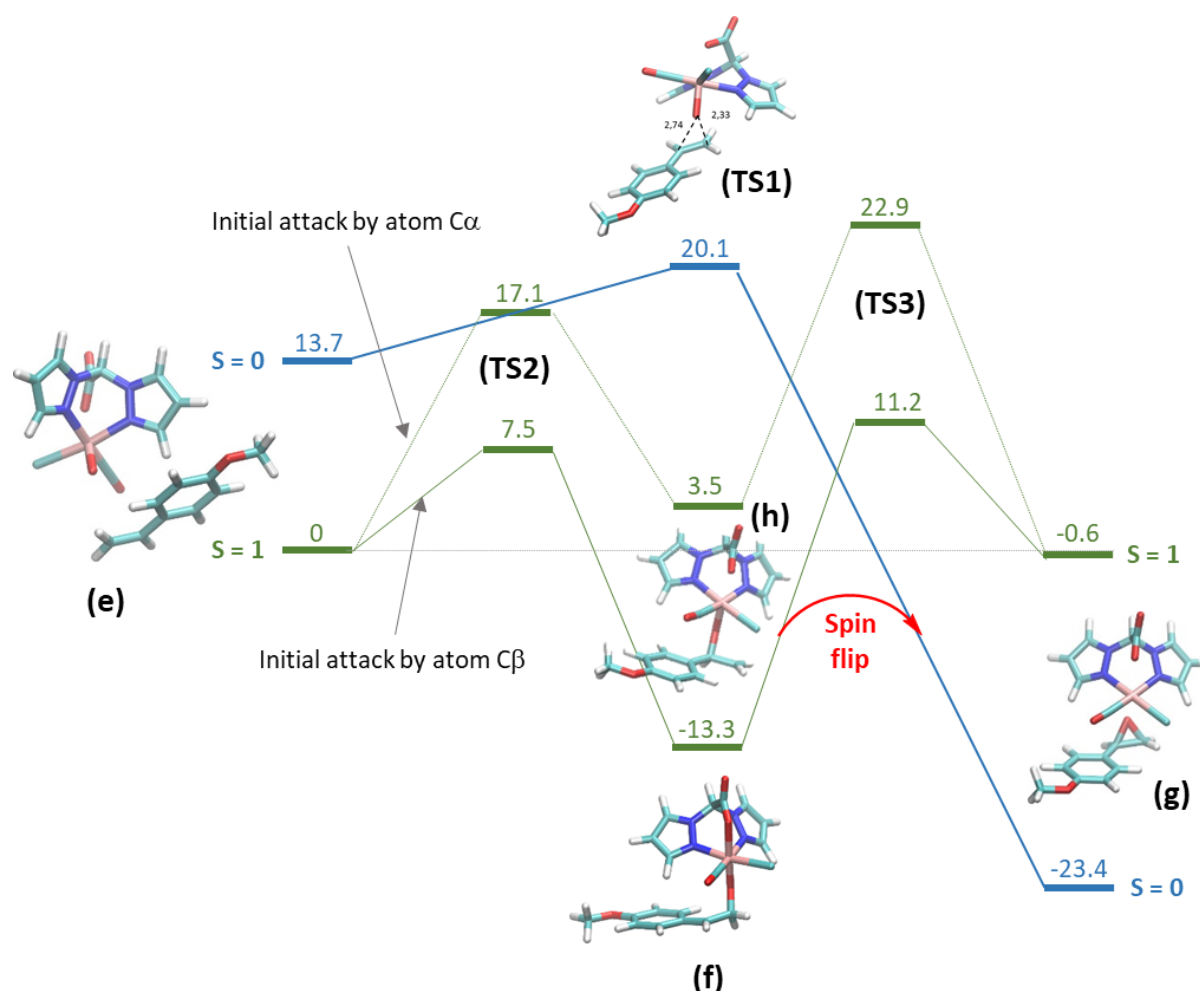 2,74
2,33
(TS1)
Initial attack by atom Cα
22.9
20.1
17.1
(TS3)
13.7
S = 0
(TS2)
11.2
7.5
3.5
(h)
0
S = 1
-0.6
S = 1
(e)
Spin
flip
Initial attack by atom Cβ
-13.3
(g)
-23.4
S = 0
(f)